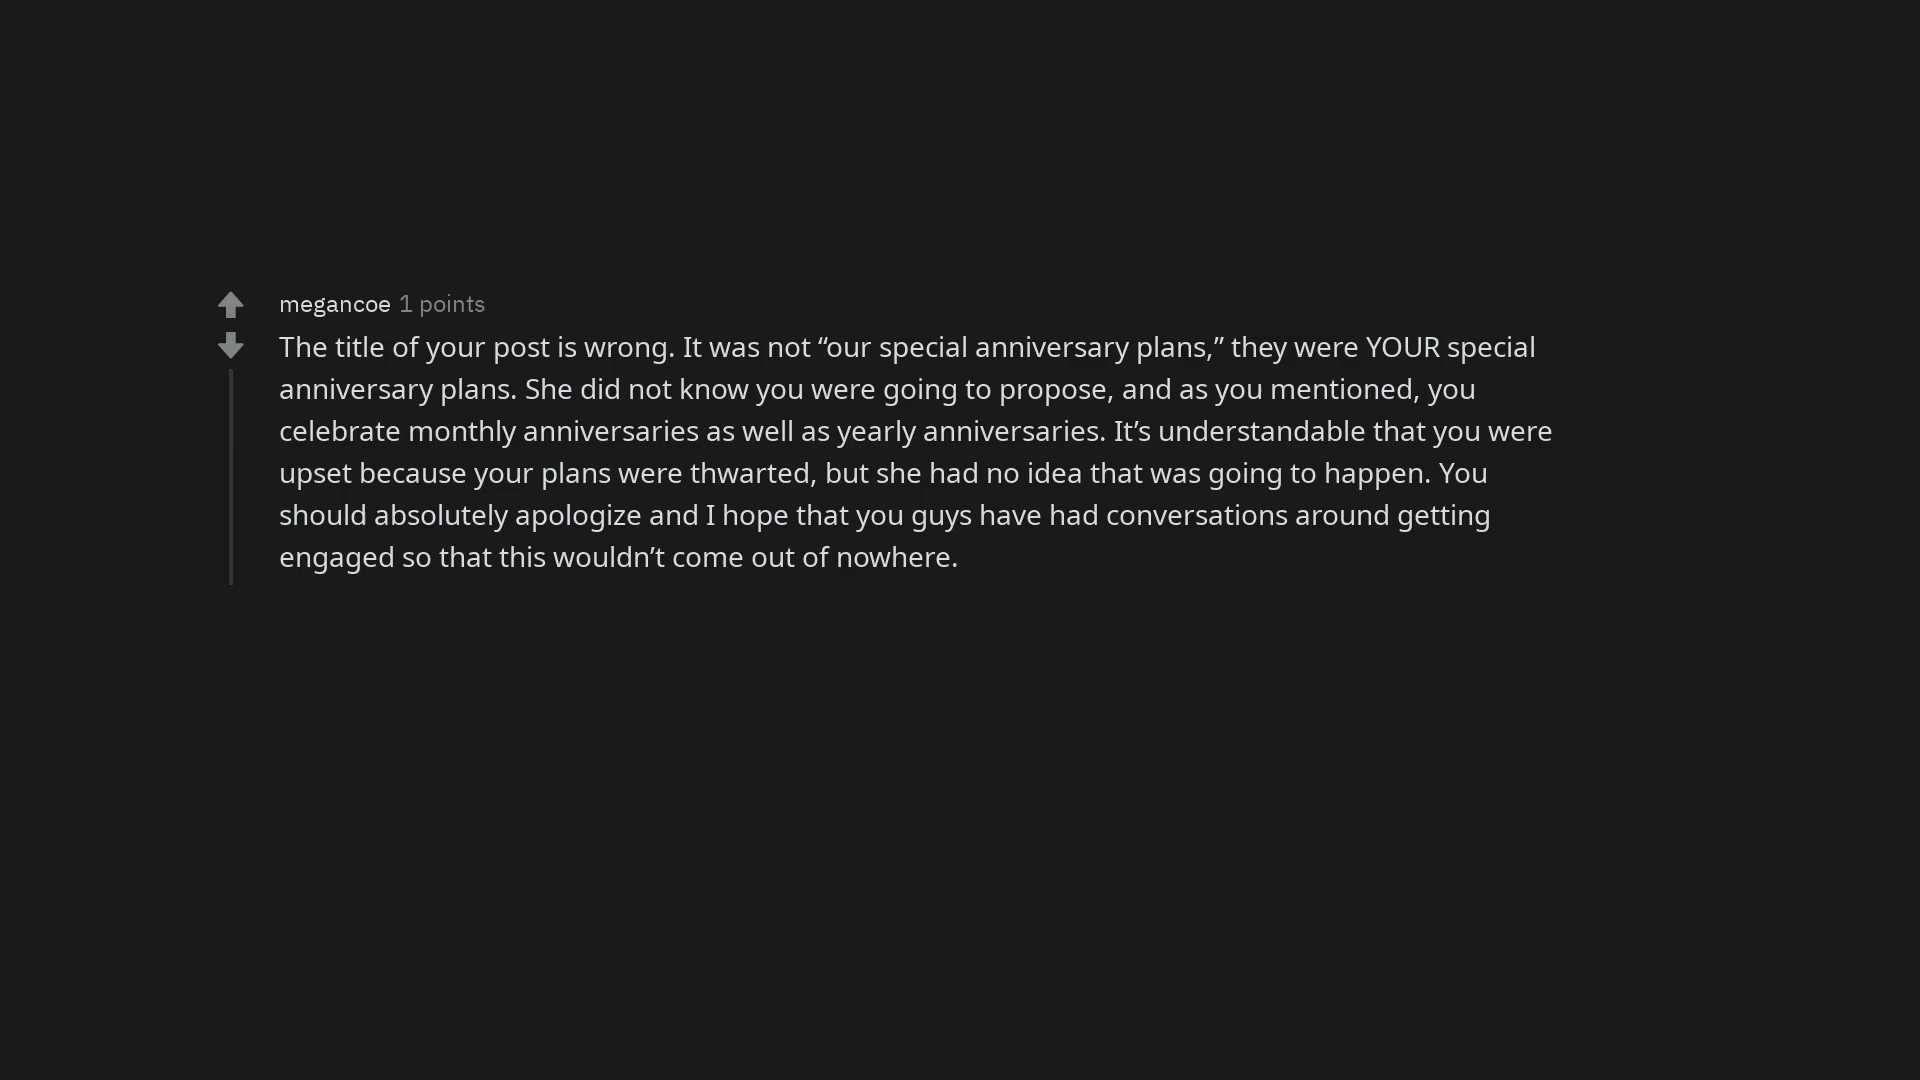 megancoe 1 points
The title of your post is wrong. It was not “our special anniversary plans,” they were YOUR special
anniversary plans. She did not know you were going to propose, and as you mentioned, you
celebrate monthly anniversaries as well as yearly anniversaries. It’s understandable that you were
upset because your plans were thwarted, but she had no idea that was going to happen. You
should absolutely apologize and I hope that you guys have had conversations around getting
engaged so that this wouldn’t come out of nowhere.